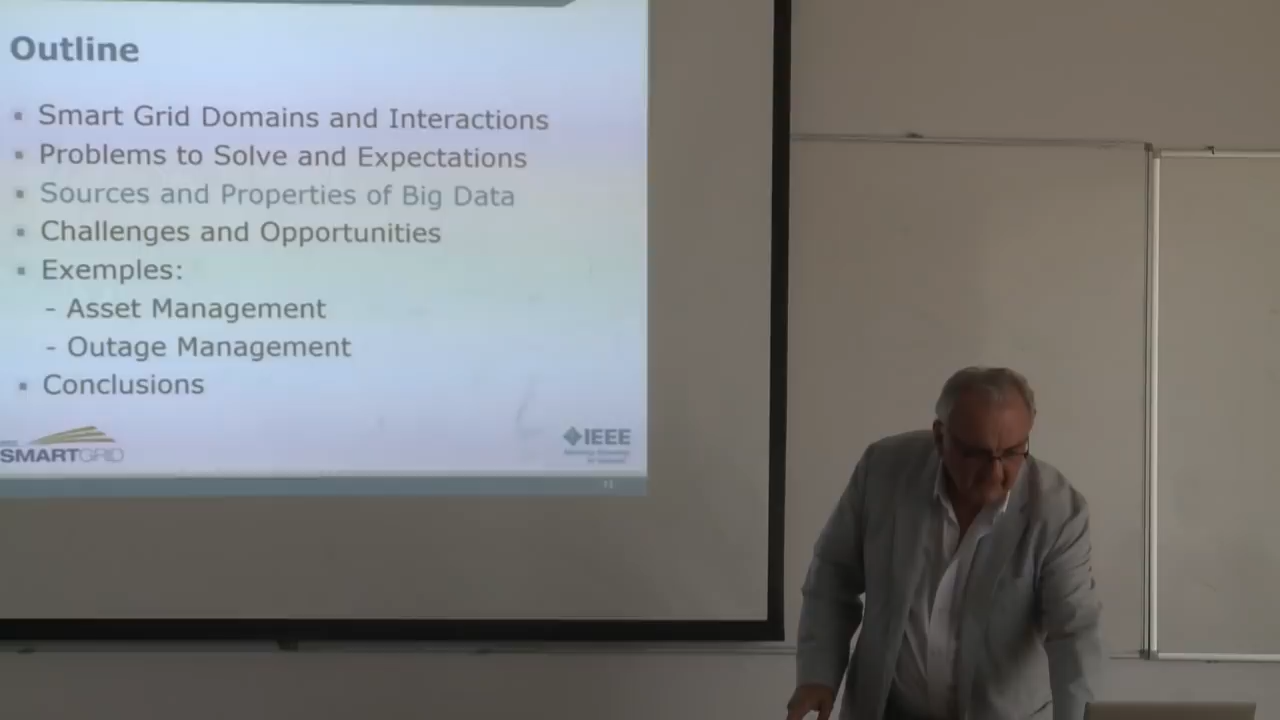 Outline
Smart Grid Domains and Interactions
Problems to Solve and Expectations
Sources and Properties of Big Data
Challenges and Opportunities
Exemples:
- Asset Management
- Outage Management
Conclusions
SMARTGRID
IEEE